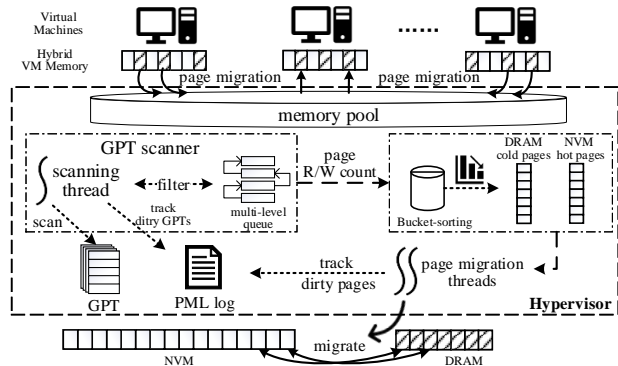 Virtual
Machines
......
Hybrid
VM Memory
page migration
page migration
memory pool
GPT scanner
scanning
thread
filter
track
ditry GPTs
multi-level
queue
scan
GPT
PML log
page
R/W count
DRAM
cold pages
NVM
hot pages
Bucket-sorting
track
dirty pages
page migration
threads
Hypervisor
migrate
NVM
DRAM